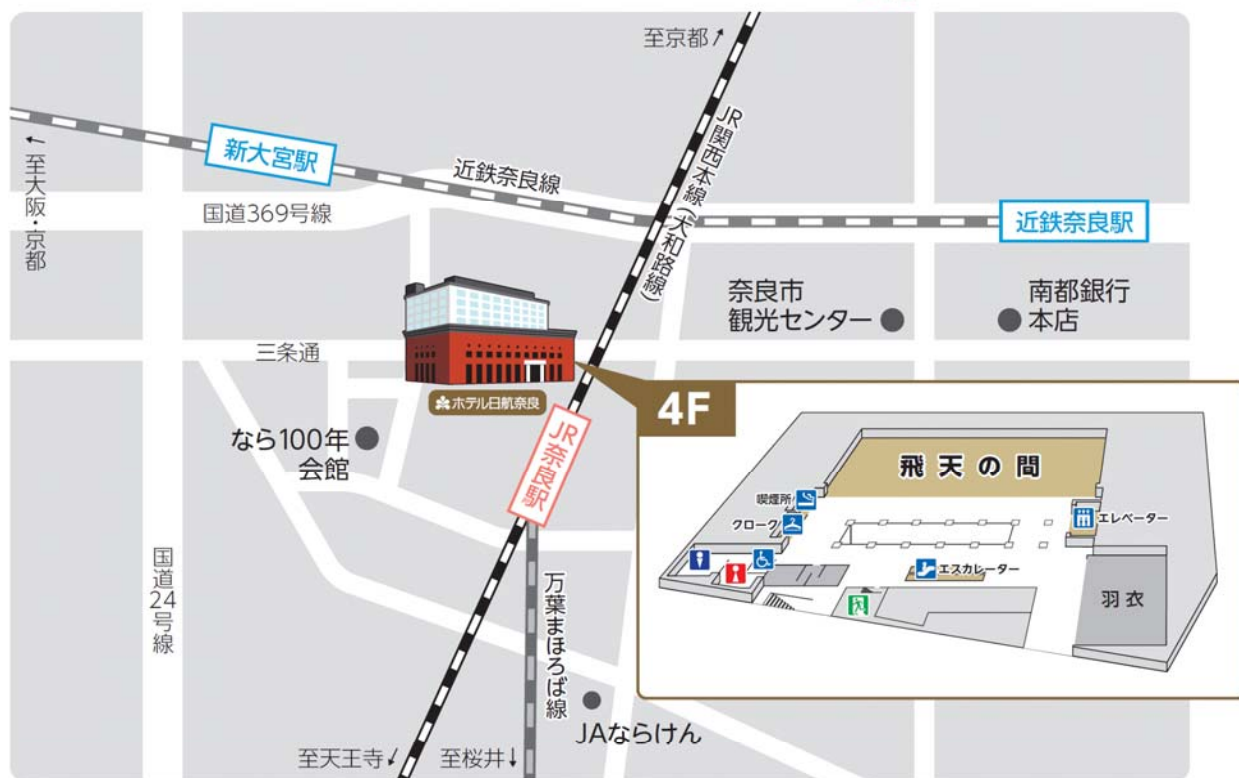 至京都
新大宮駅
近鉄奈良線
JR関西本線(大和路線)
至大阪・京都
国道369号線
近鉄奈良駅
奈良市
観光センター
南都銀行
本店
三条通
ホテル日航奈良
なら100年
会館
JR奈良駅
4F
飛天の間
喫煙所
クローク
エレベーター
エスカレーター
羽衣
国道24号線
万葉まほろば線
JAならけん
至天王寺
至桜井